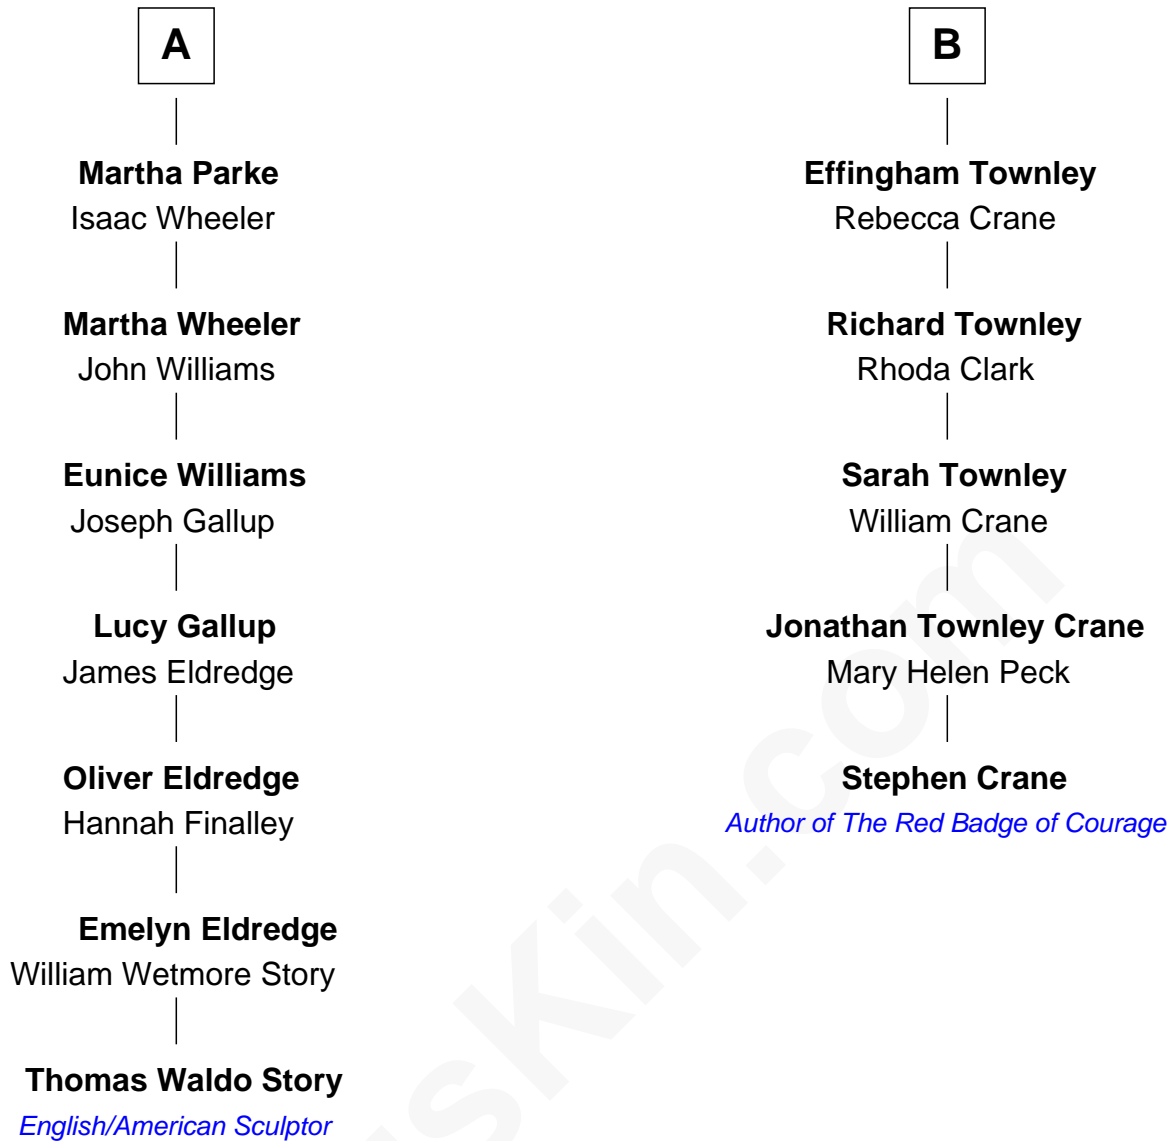 A
Martha Parke
Isaac Wheeler
Martha Wheeler
John Williams
Eunice Williams
Joseph Gallup
Lucy Gallup
James Eldredge
Oliver Eldredge
Hannah Finalley
Emelyn Eldredge
William Wetmore Story
Thomas Waldo Story
English/American Sculptor
B
Effingham Townley
Rebecca Crane
Richard Townley
Rhoda Clark
Sarah Townley
William Crane
Jonathan Townley Crane
Mary Helen Peck
Stephen Crane
Author of The Red Badge of Courage